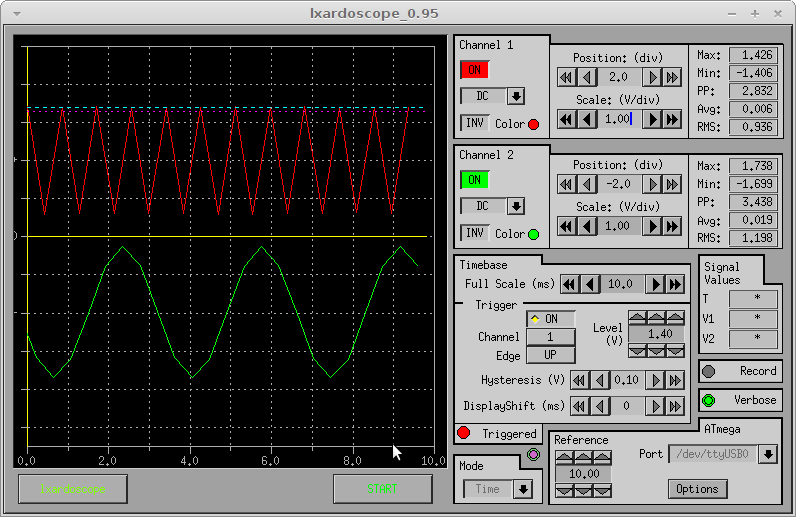 lxardoscope_0.95
0.0 2.0 4.0 6.0 8.0 10.0
lxardoscope
START
Channel 1
ON
DC
INV Color
Position: (div)
2.0
Scale: (V/div)
1.00
Max: 1.426
Min: -1.406
PP: 2.832
Avg: 0.006
RMS: 0.936
Channel 2
ON
DC
INV Color
Position: (div)
-2.0
Scale: (V/div)
1.00
Max: 1.738
Min: -1.699
PP: 3.438
Avg: 0.019
RMS: 1.198
Timebase
Full Scale (ms) 10.0
Trigger
ON
Channel 1
Edge UP
Level
(V)
1.40
Hysteresis (V) 0.10
DisplayShift (ms) 0
Triggered
Signal
Values
T *
V1 *
V2 *
Record
Verbose
Mode
Time
Reference
10.00
ATmega
Port /dev/ttyUSB0
Options